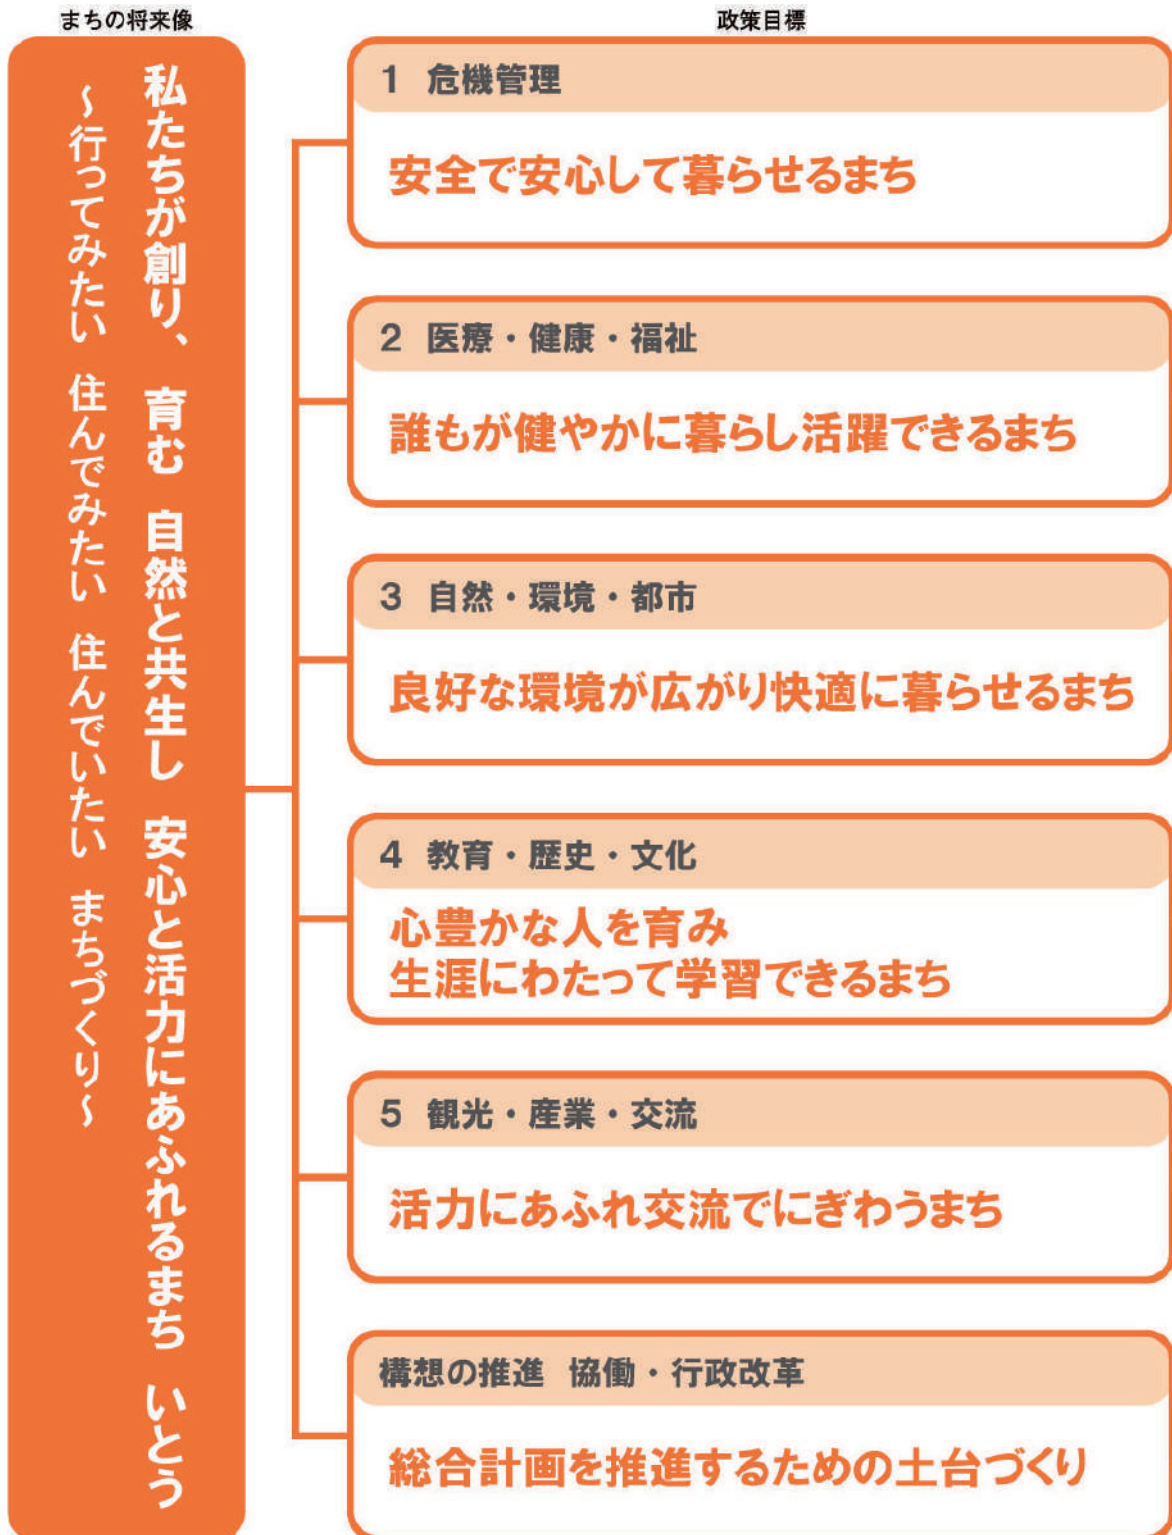 まちの将来像
私たちが創り、　育む　自然と共生し　安心と活力にあふれるまち　いとう
～行ってみたい　住んでみたい　住んでいたい　まちづくり～
政策目標
1　危機管理
安全で安心して暮らせるまち
2　医療・健康・福祉
誰もが健やかに暮らし活躍できるまち
3　自然・環境・都市
良好な環境が広がり快適に暮らせるまち
4　教育・歴史・文化
心豊かな人を育み
生涯にわたって学習できるまち
5　観光・産業・交流
活力にあふれ交流でにぎわうまち
構想の推進　協働・行政改革
総合計画を推進するための土台づくり